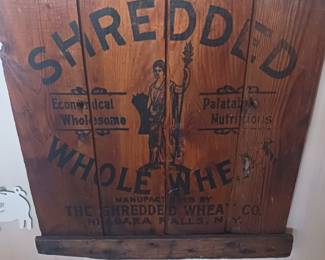 SHREDDED
Economical
Wholesome
Palatable
Nutritious
WHOLE WHEAT
MANUFACTURED BY
THE SHREDDED WHEAT CO.
NIAGARA FALLS, N.Y.